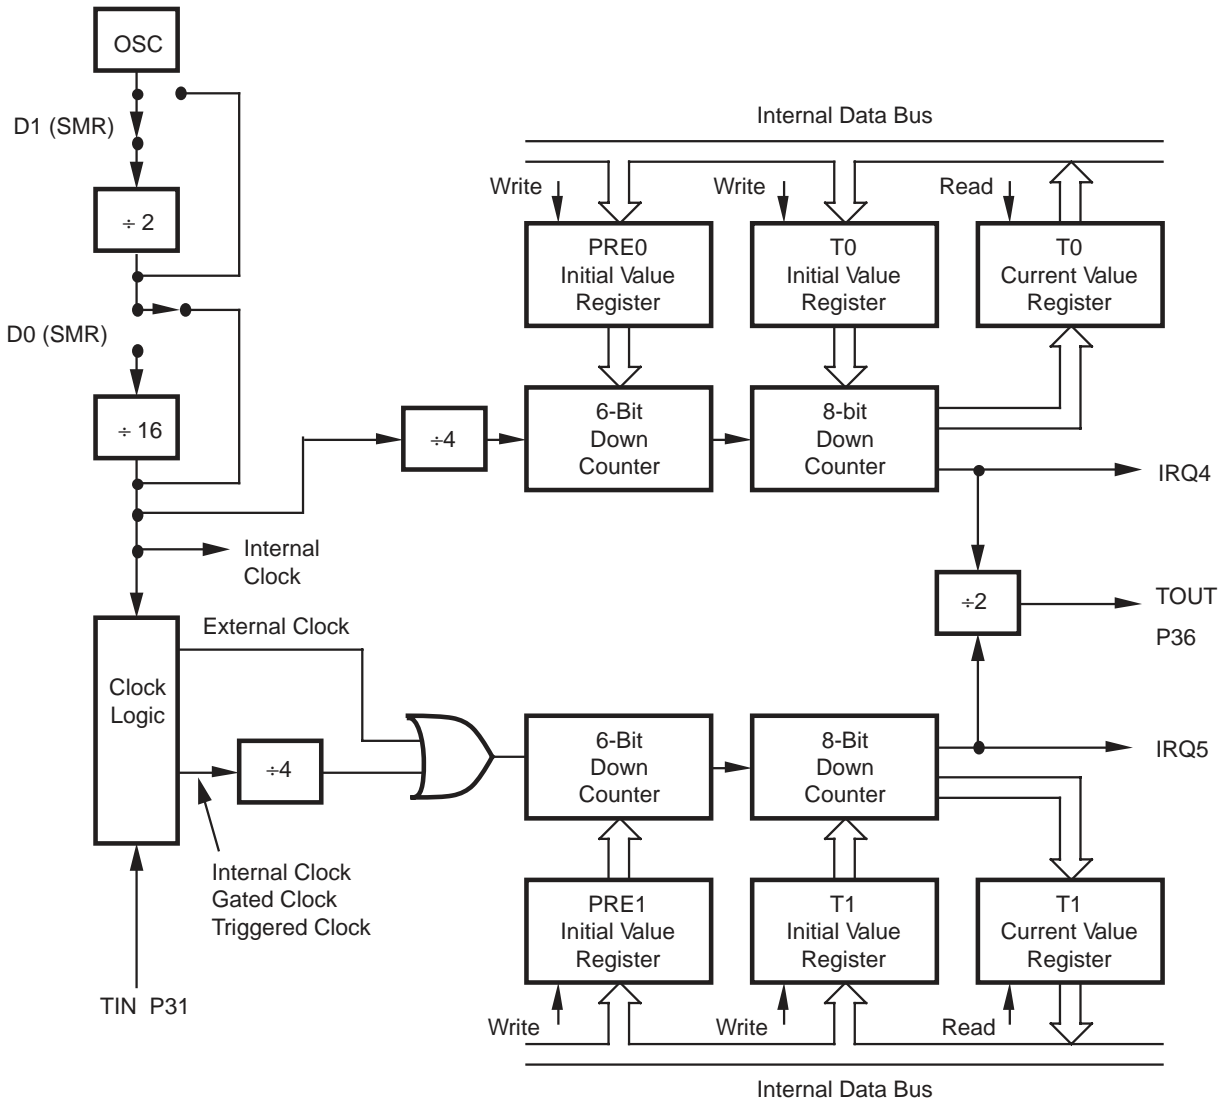 OSC
D1 (SMR)
÷ 2
D0 (SMR)
÷ 16
Internal Data Bus
Write
Write
Read
PRE0
Initial Value
Register
T0
Initial Value
Register
T0
Current Value
Register
÷4
6-Bit
Down
Counter
8-bit
Down
Counter
IRQ4
Internal
Clock
÷2
TOUT
P36
External Clock
Clock
Logic
÷4
6-Bit
Down
Counter
8-Bit
Down
Counter
IRQ5
Internal Clock
Gated Clock
Triggered Clock
PRE1
Initial Value
Register
T1
Initial Value
Register
T1
Current Value
Register
TIN P31
Write
Write
Read
Internal Data Bus